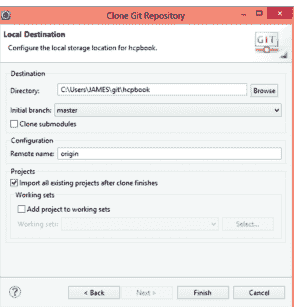 Clone Git Repository
Local Destination
Configure the local storage location for hcpbook.
GIT
Destination
Directory: C:\Users\JAMES\git\hcpbook Browse
Initial branch: master
Clone submodules
Configuration
Remote name: origin
Projects
Import all existing projects after clone finishes
Working sets
Add project to working sets
Working sets: Select...
< Back Next > Finish Cancel